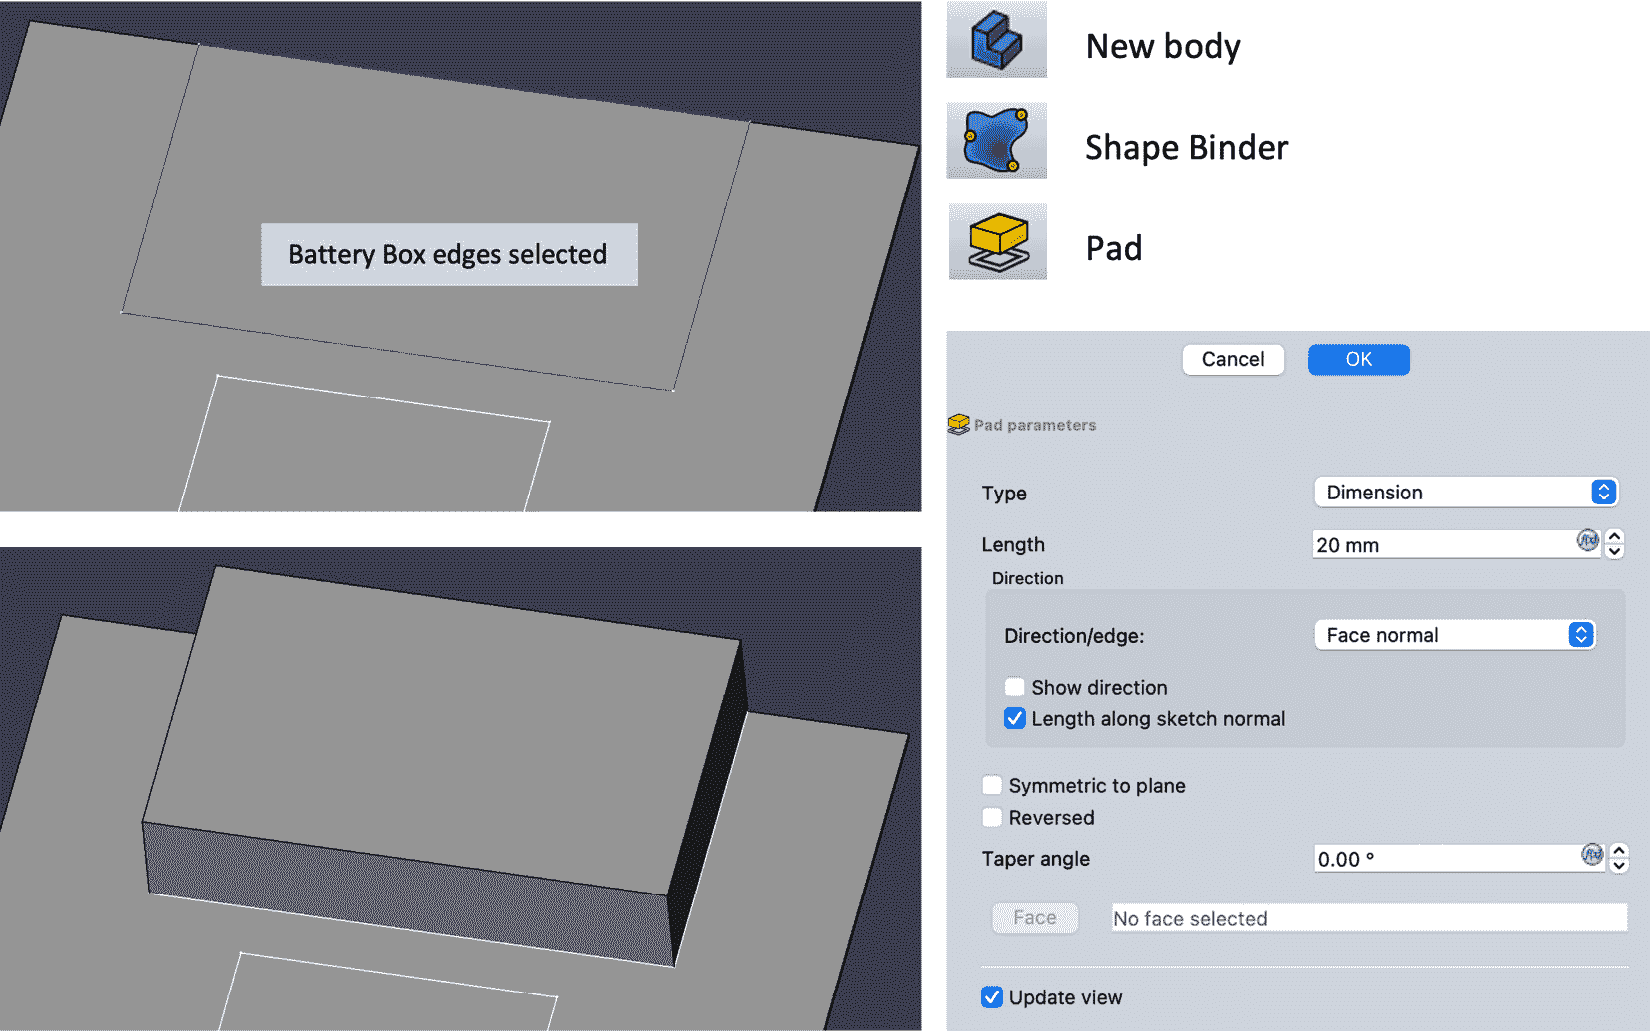 Battery Box edges selected
New body
Shape Binder
Pad
Cancel
OK
Pad parameters
Type
Dimension
Length
20 mm
Direction
Direction/edge:
Face normal
Show direction
Length along sketch normal
Symmetric to plane
Reversed
Taper angle
0.00 °
Face
No face selected
Update view